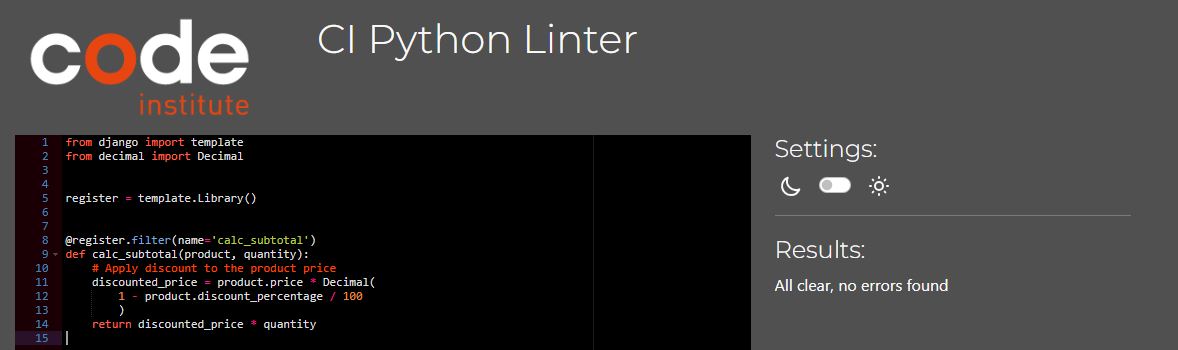 code
institute
CI Python Linter
1 from django import template
2 from decimal import Decimal
3
4
5 register = template.Library()
6
7
8 @register.filter(name='calc_subtotal')
9 def calc_subtotal(product, quantity):
10     # Apply discount to the product price
11     discounted_price = product.price * Decimal(
12         1 - product.discount_percentage / 100
13         )
14     return discounted_price * quantity
15
Settings:
Results:
All clear, no errors found